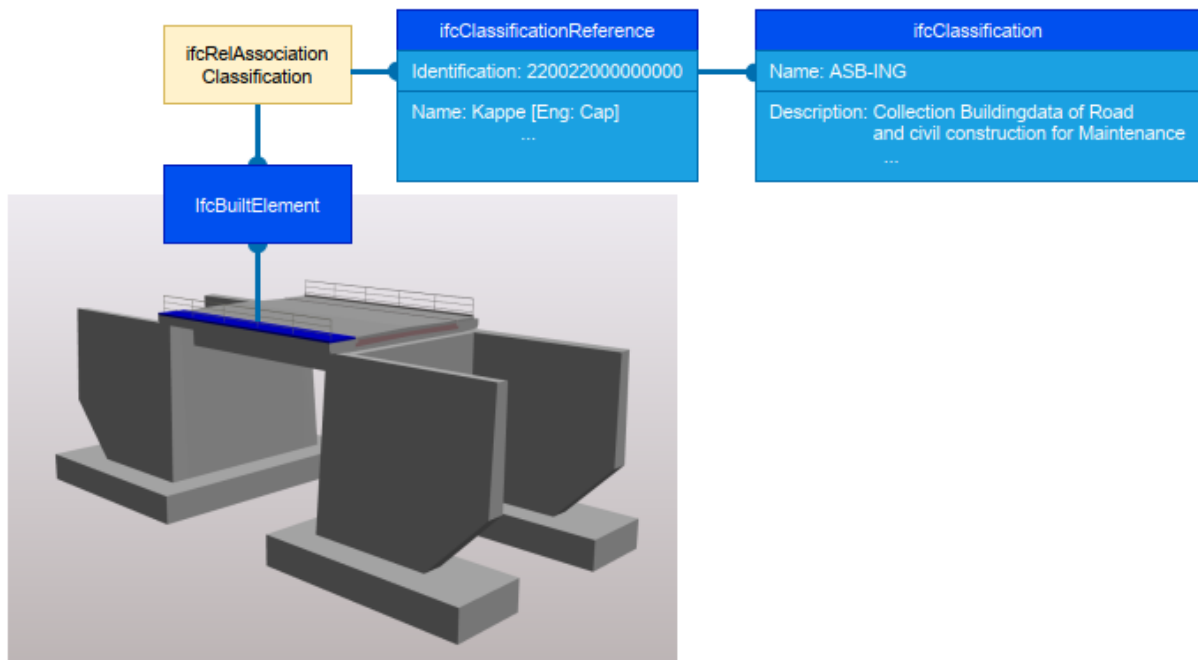 ifcRelAssociation
Classification
ifcClassificationReference
Identification: 220022000000000
Name: Kappe [Eng: Cap]
...
ifcClassification
Name: ASB-ING
Description: Collection Buildingdata of Road
and civil construction for Maintenance
...
IfcBuiltElement